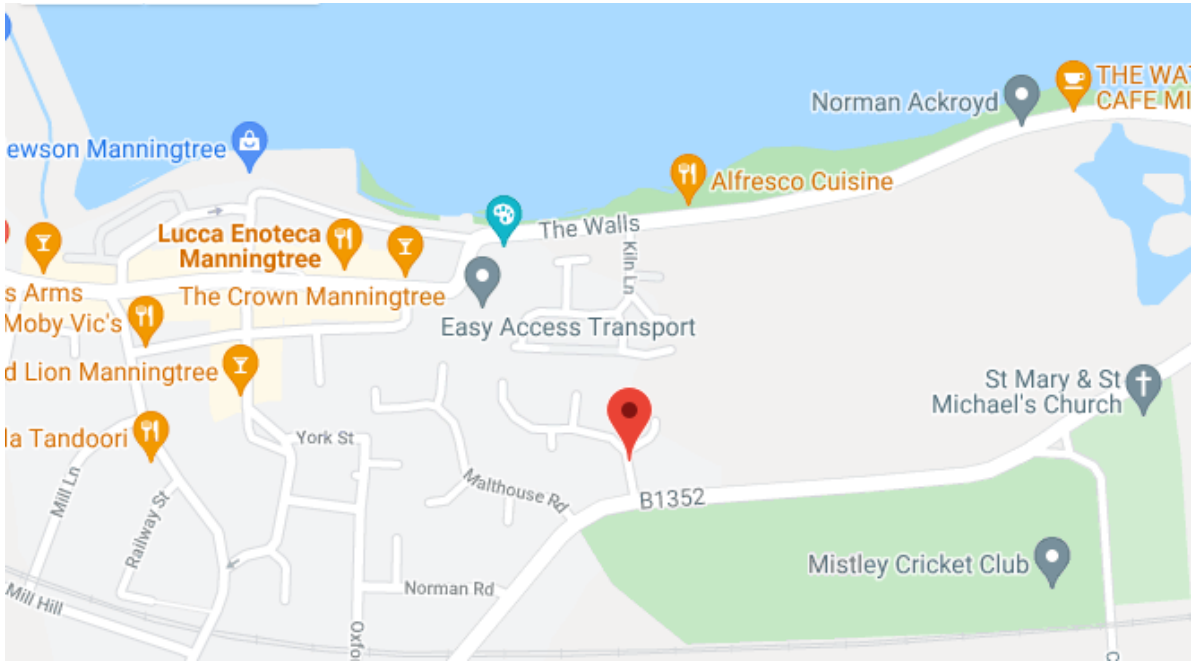 THE WAT
CAFE MI
Norman Ackroyd
ewson Manningtree
Alfresco Cuisine
The Walls
Lucca Enoteca
Manningtree
Kiln Ln
s Arms
The Crown Manningtree
Moby Vic's
Easy Access Transport
d Lion Manningtree
St Mary & St
Michael's Church
la Tandoori
York St
Mill Ln
Malthouse Rd
B1352
Railway St
Mistley Cricket Club
Norman Rd
Mill Hill
Oxfo